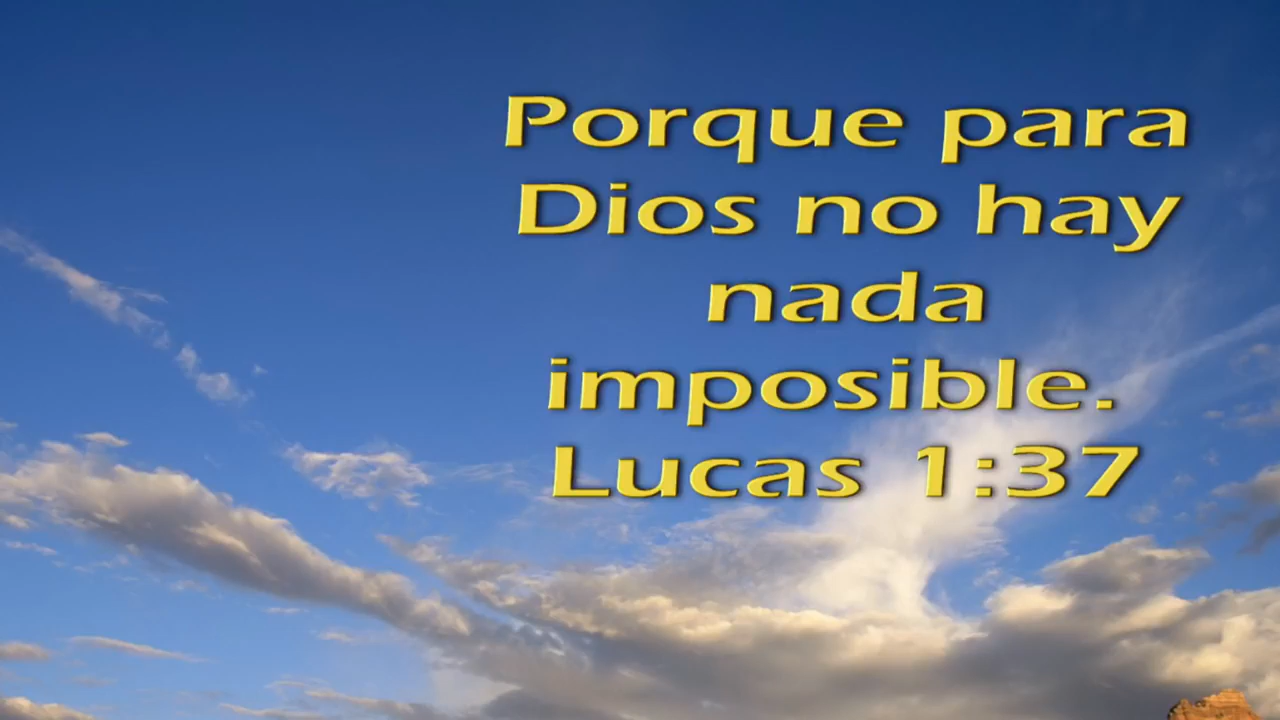 Porque para
Dios no hay
nada
imposible.
Lucas 1:37